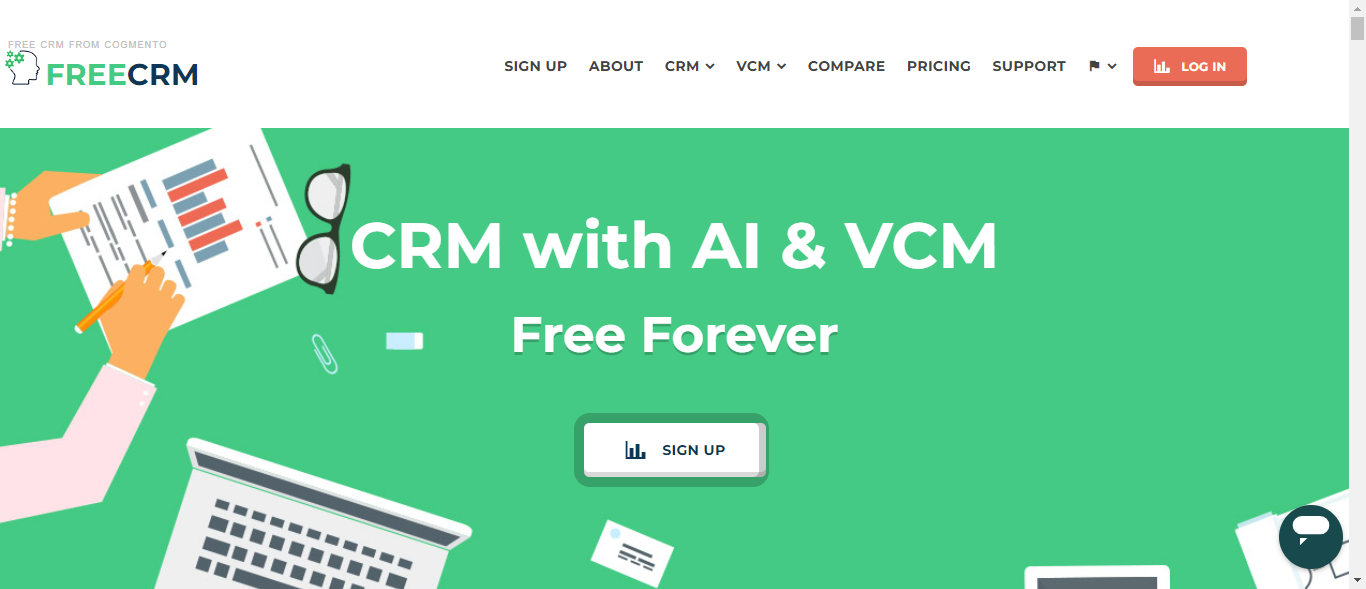 FREE CRM FROM COGMENTO
FREECRM
SIGN UP ABOUT CRM VCM COMPARE PRICING SUPPORT LOG IN
CRM with AI & VCM
Free Forever
SIGN UP